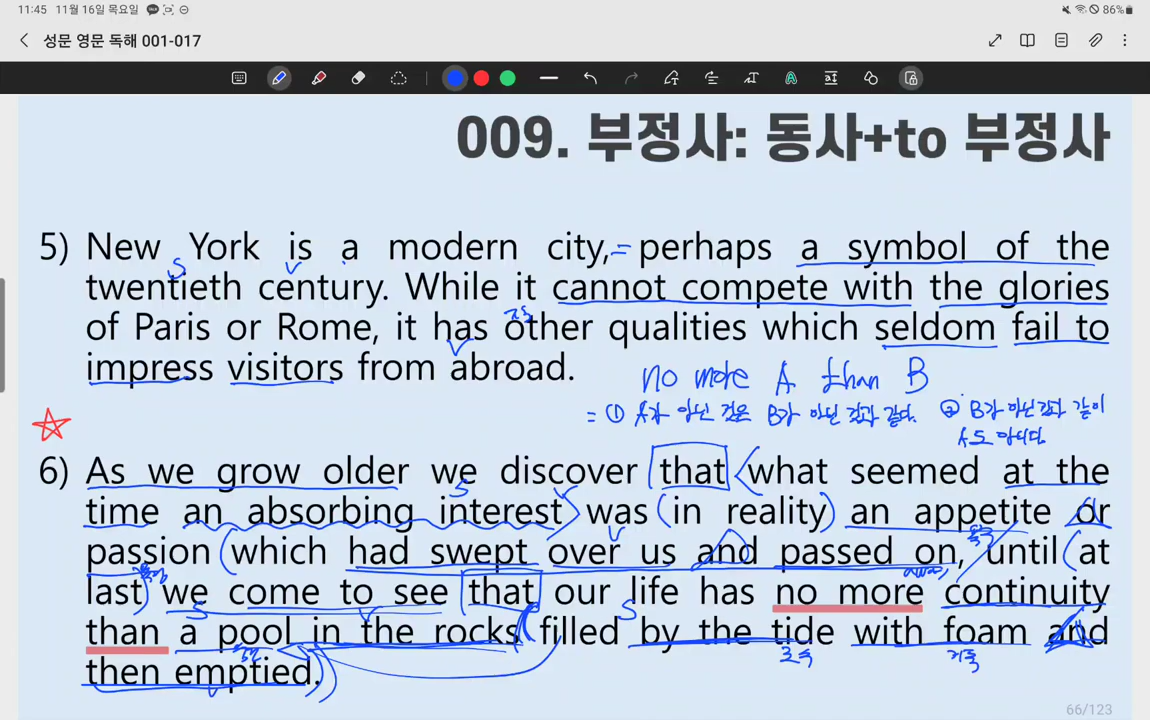 11:45 11월 16일 목요일
86%
성문 영문 독해 001-017
009. 부정사: 동사+to 부정사
5) New York is a modern city, = perhaps a symbol of the
S V
twentieth century. While it cannot compete with the glories
of Paris or Rome, it has other qualities which seldom fail to
V
impress visitors from abroad.
no more A than B
= ① A가 아닌 것은 B가 아닌 것과 같다. ② B가 아닌것과 같이
A도 아니다.
6) As we grow older we discover that what seemed at the
S V
time an absorbing interest was (in reality) an appetite or
V
passion (which had swept over us and passed on, until (at
last) we come to see that our life has no more continuity
S V S
than a pool in the rocks filled by the tide with foam and
조수 거품
then emptied.
V
66/123